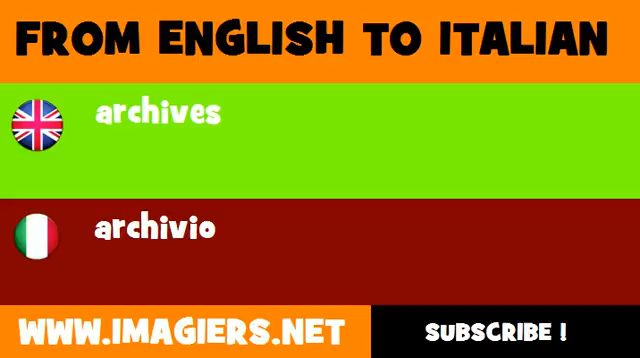 FROM ENGLISH TO ITALIAN
archives
archivio
WWW.IMAGIERS.NET
SUBSCRIBE !